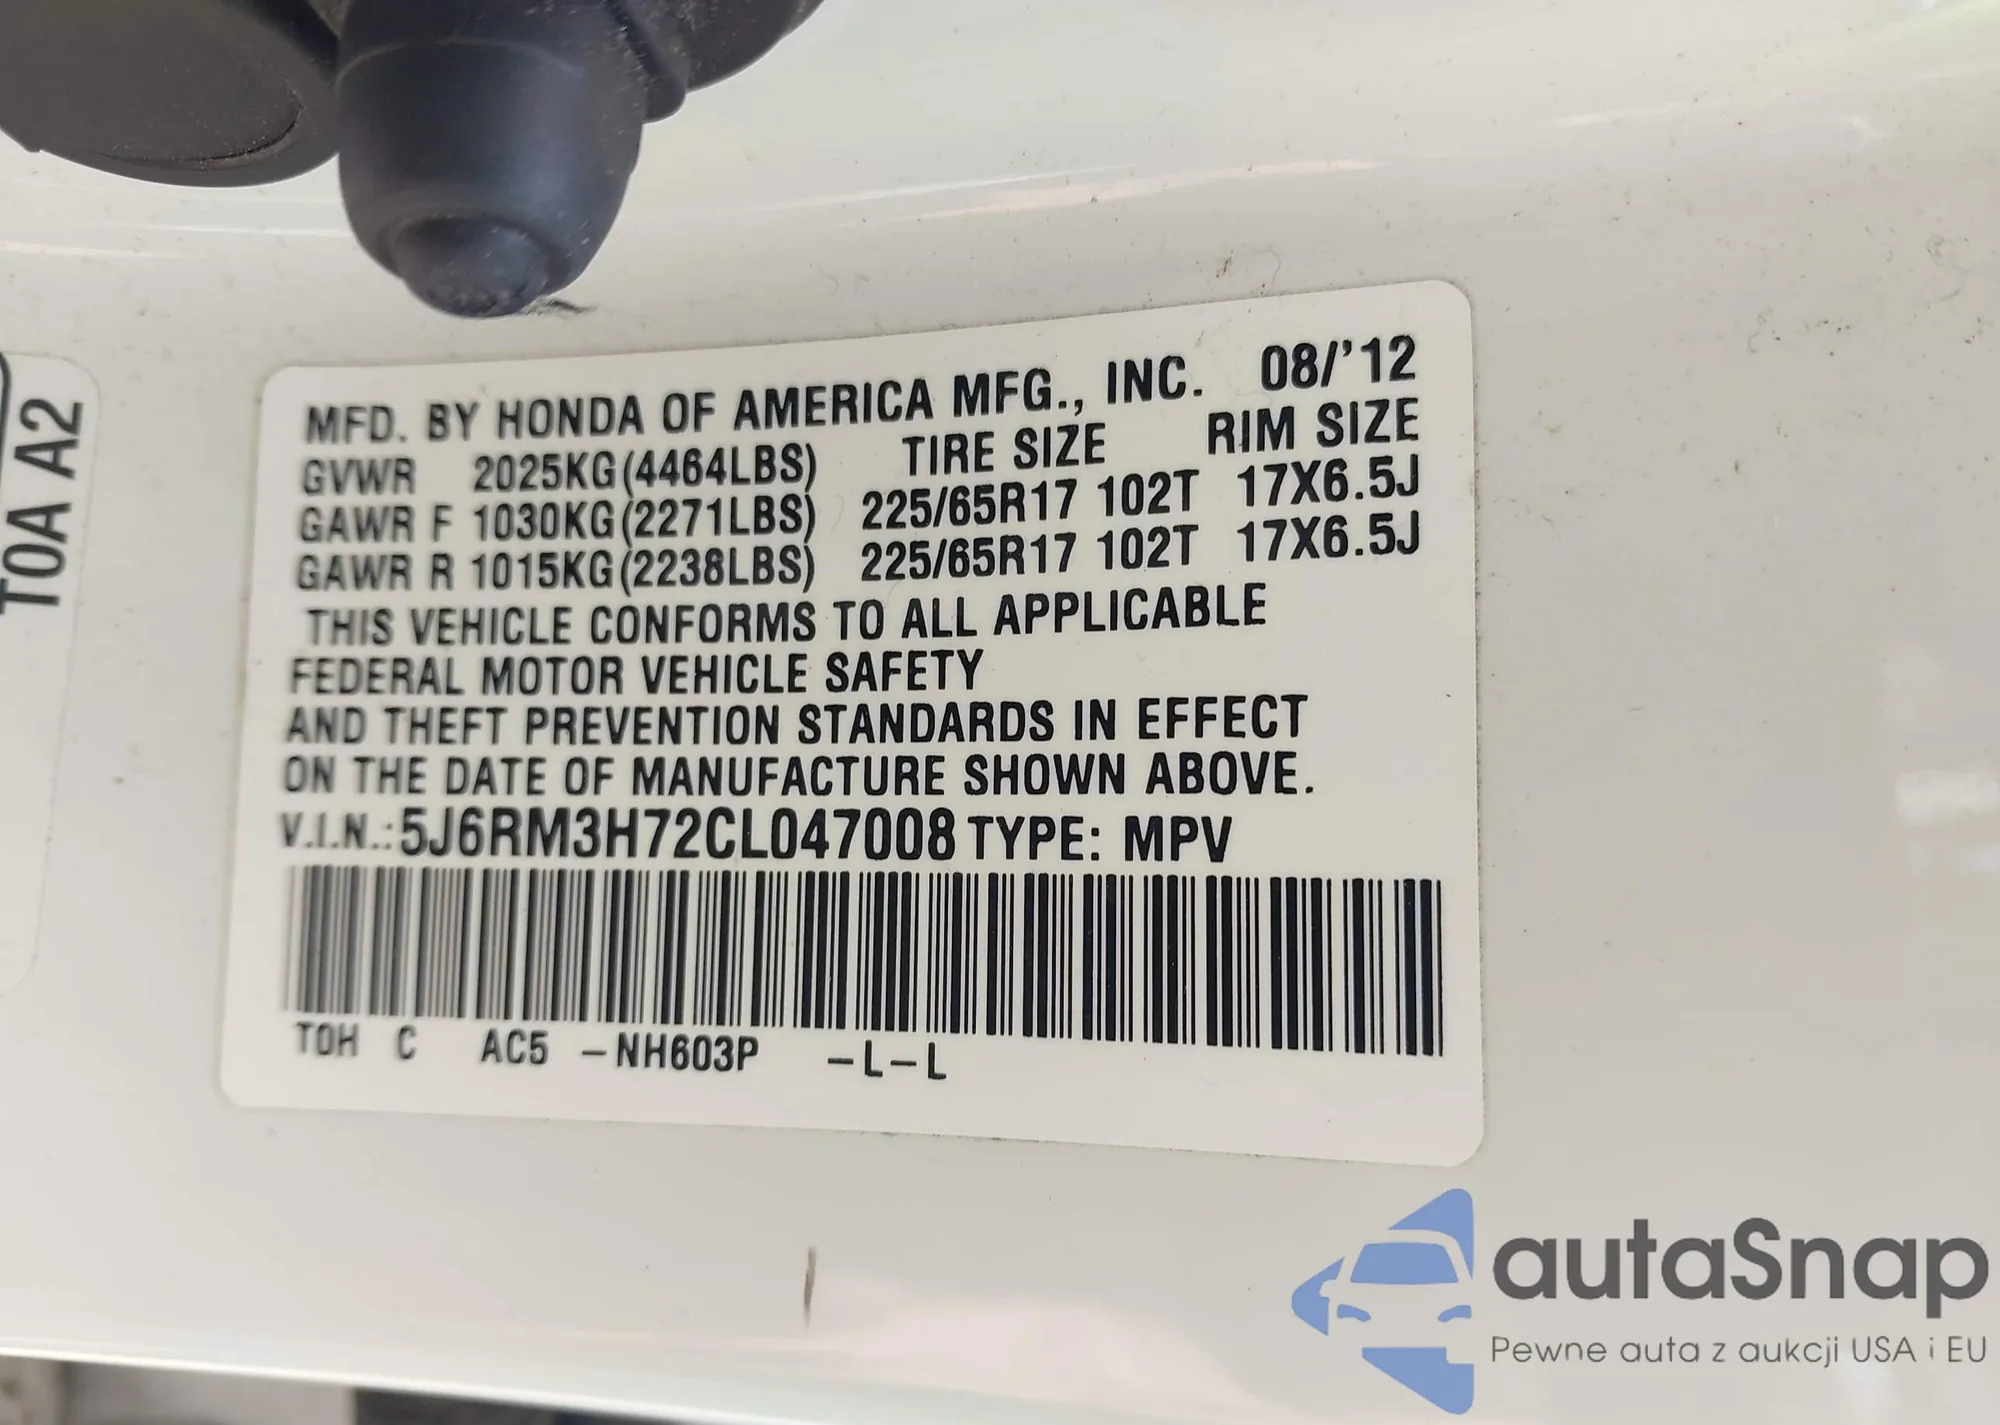 MFD. BY HONDA OF AMERICA MFG., INC. 08/'12
GVWR 2025KG(4464LBS) TIRE SIZE RIM SIZE
GAWR F 1030KG(2271LBS) 225/65R17 102T 17X6.5J
GAWR R 1015KG(2238LBS) 225/65R17 102T 17X6.5J
THIS VEHICLE CONFORMS TO ALL APPLICABLE
FEDERAL MOTOR VEHICLE SAFETY
AND THEFT PREVENTION STANDARDS IN EFFECT
ON THE DATE OF MANUFACTURE SHOWN ABOVE.
V.I.N.:5J6RM3H72CL047008 TYPE: MPV
TOH C AC5 -NH603P -L-L
T0A A2
autaSnap
Pewne auta z aukcji USA i EU